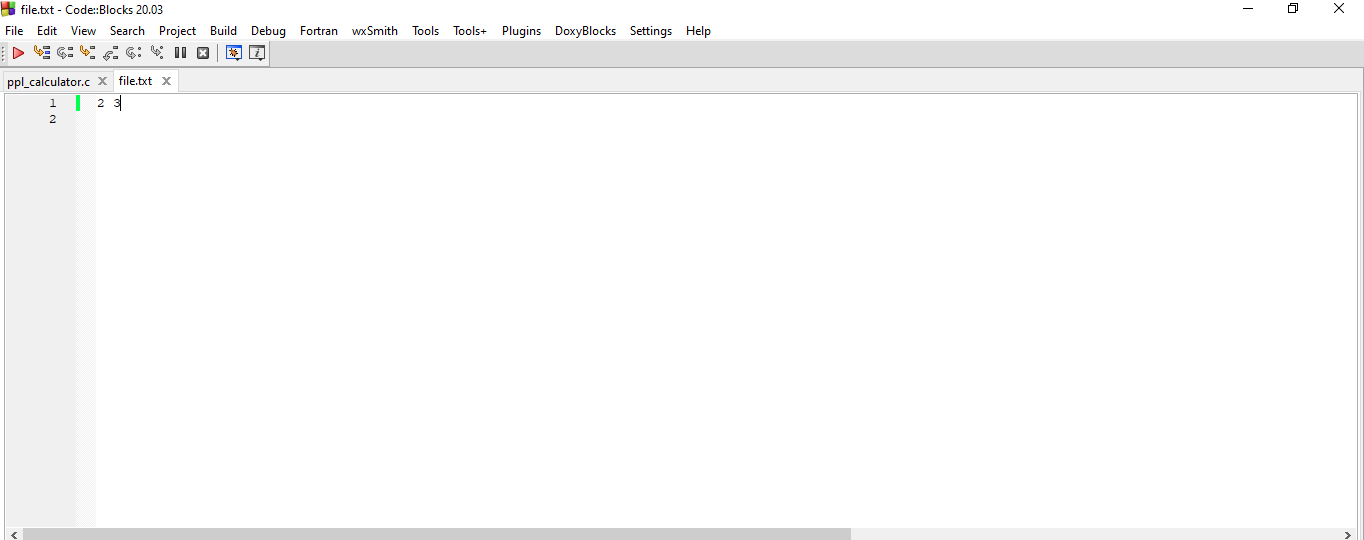 file.txt - Code::Blocks 20.03
File Edit View Search Project Build Debug Fortran wxSmith Tools Tools+ Plugins DoxyBlocks Settings Help
ppl_calculator.c file.txt
1 2 3
2